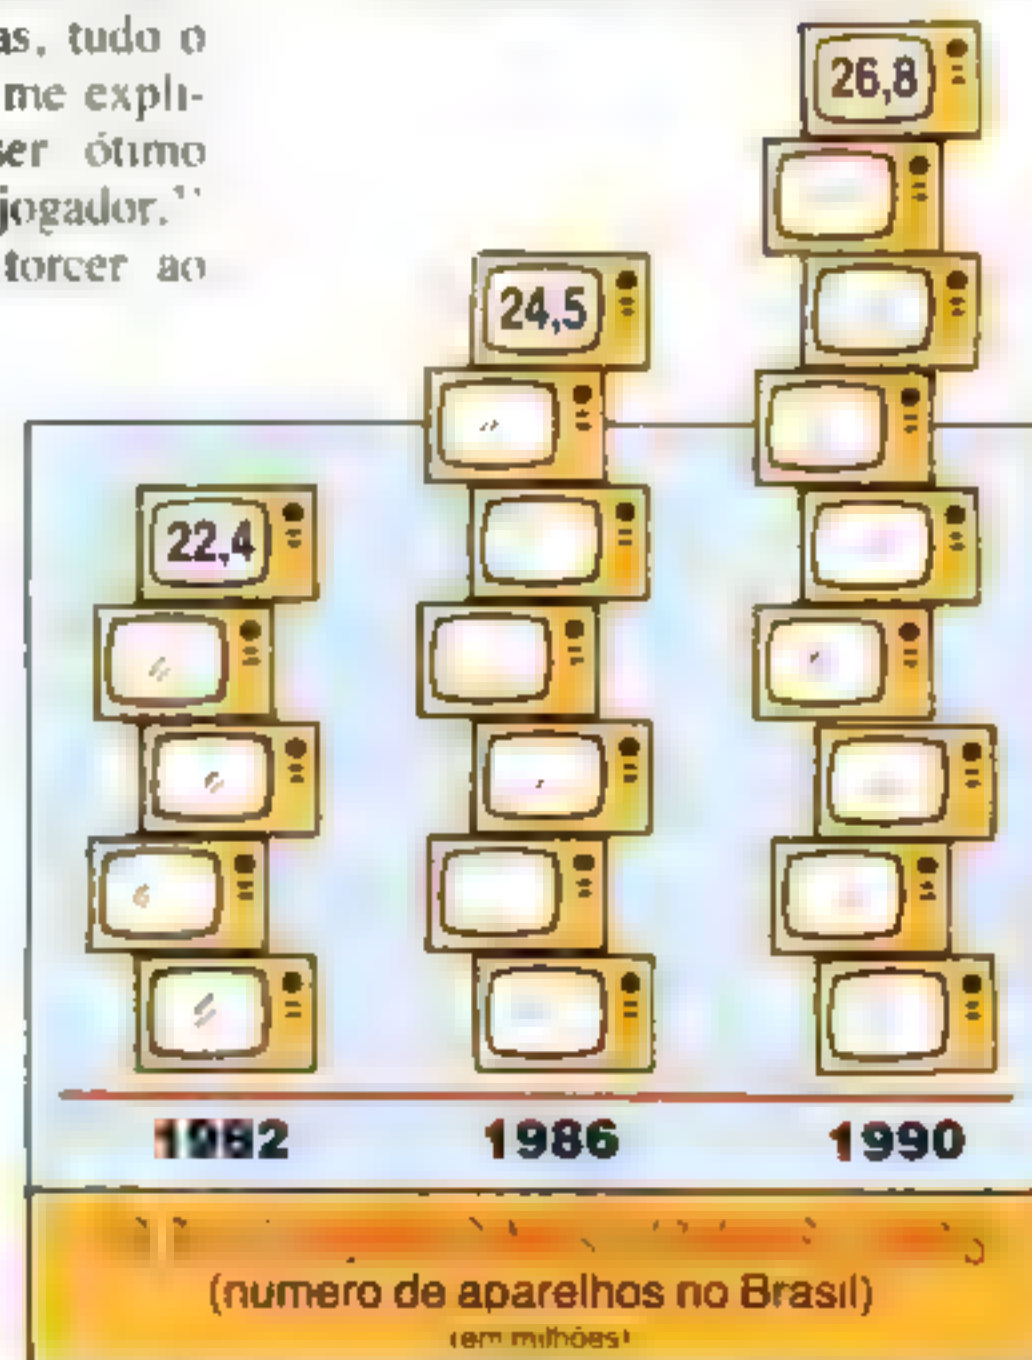 as, tudo o
me expli-
ser ótimo
jogador."
torcer ao
26,8
24,5
22,4
1982
1986
1990
(numero de aparelhos no Brasil)
(em milhões)